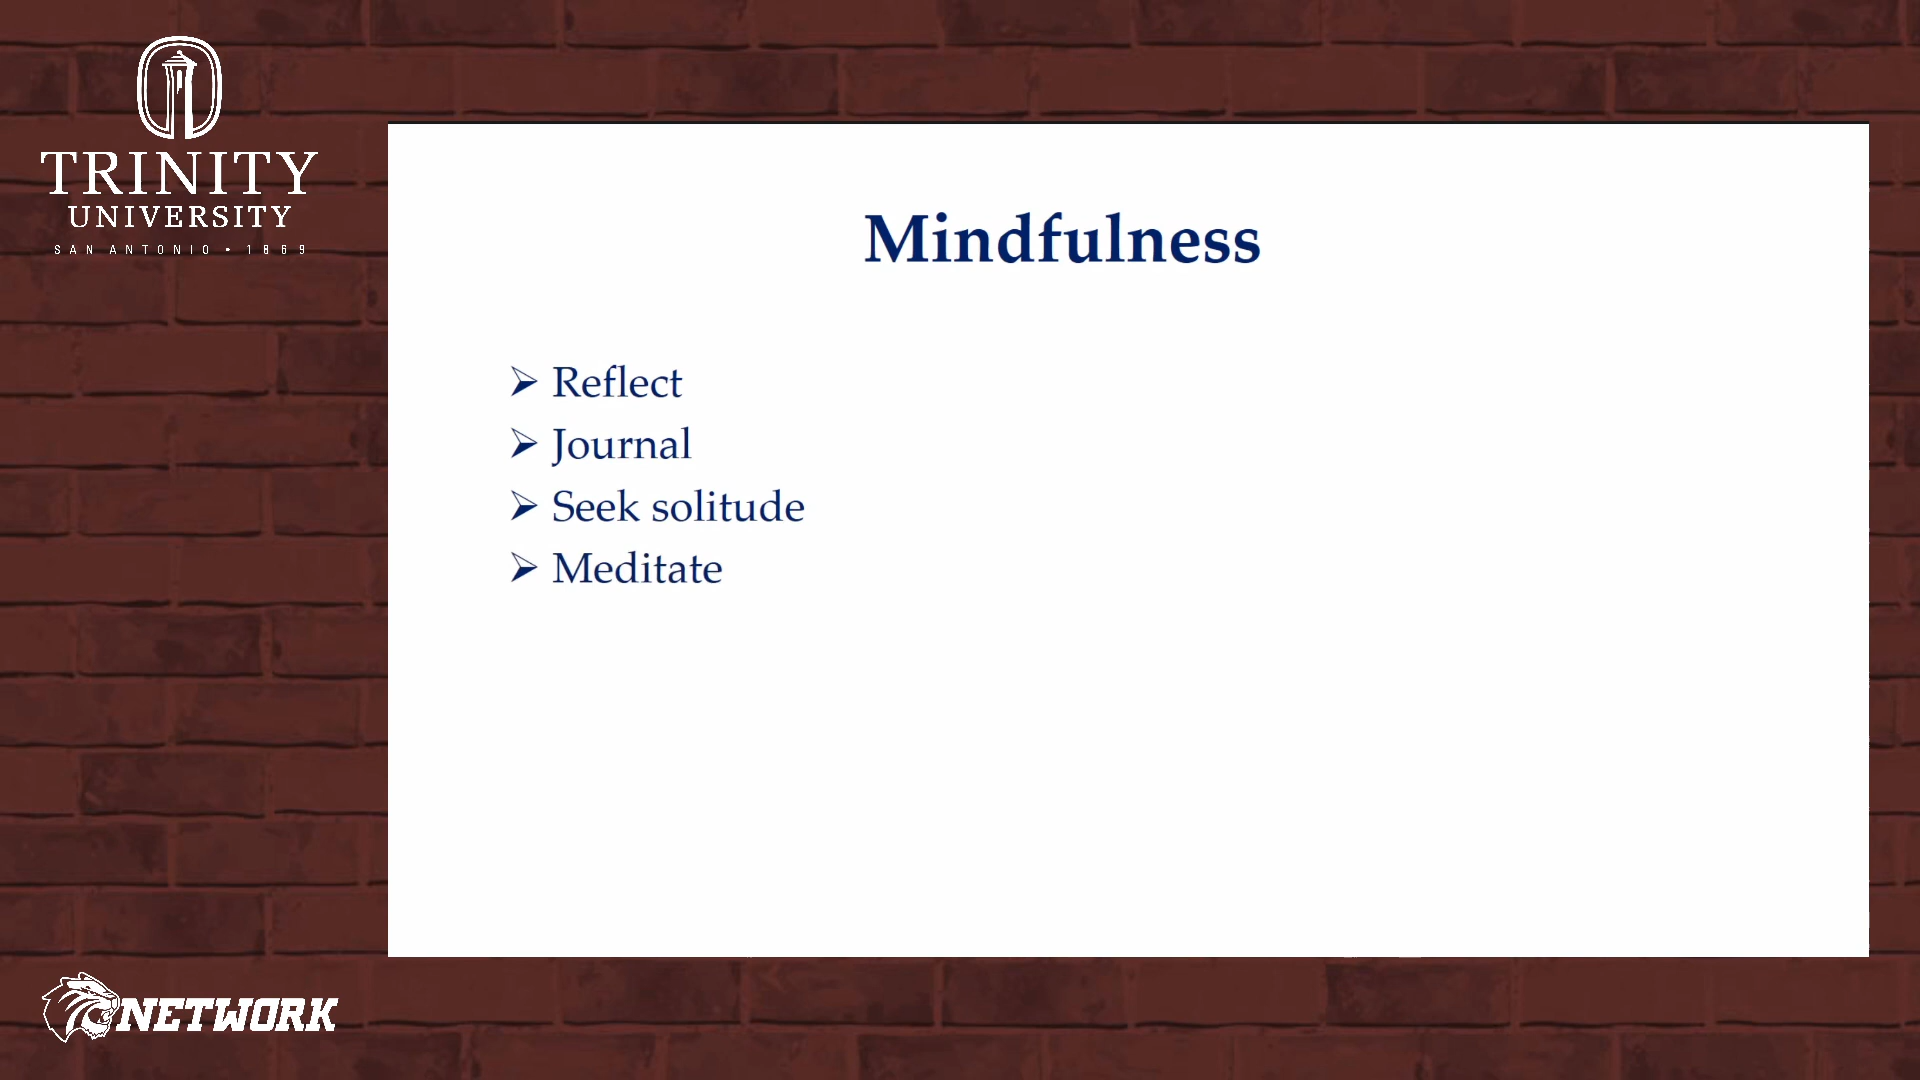 TRINITY
UNIVERSITY
SAN ANTONIO • 1869
Mindfulness
➢ Reflect
➢ Journal
➢ Seek solitude
➢ Meditate
NETWORK